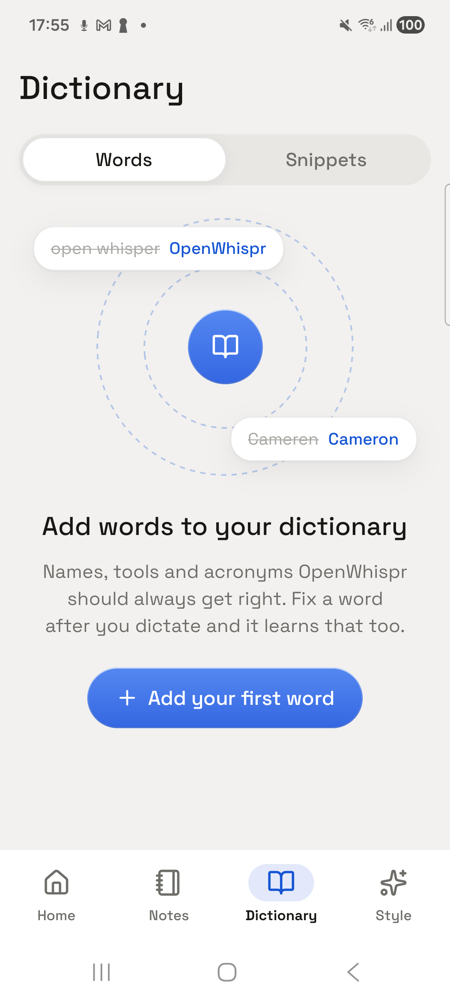 17:55
100
Dictionary
Words
Snippets
open whisper OpenWhispr
Cameren Cameron
Add words to your dictionary
Names, tools and acronyms OpenWhispr
should always get right. Fix a word
after you dictate and it learns that too.
+ Add your first word
Home
Notes
Dictionary
Style